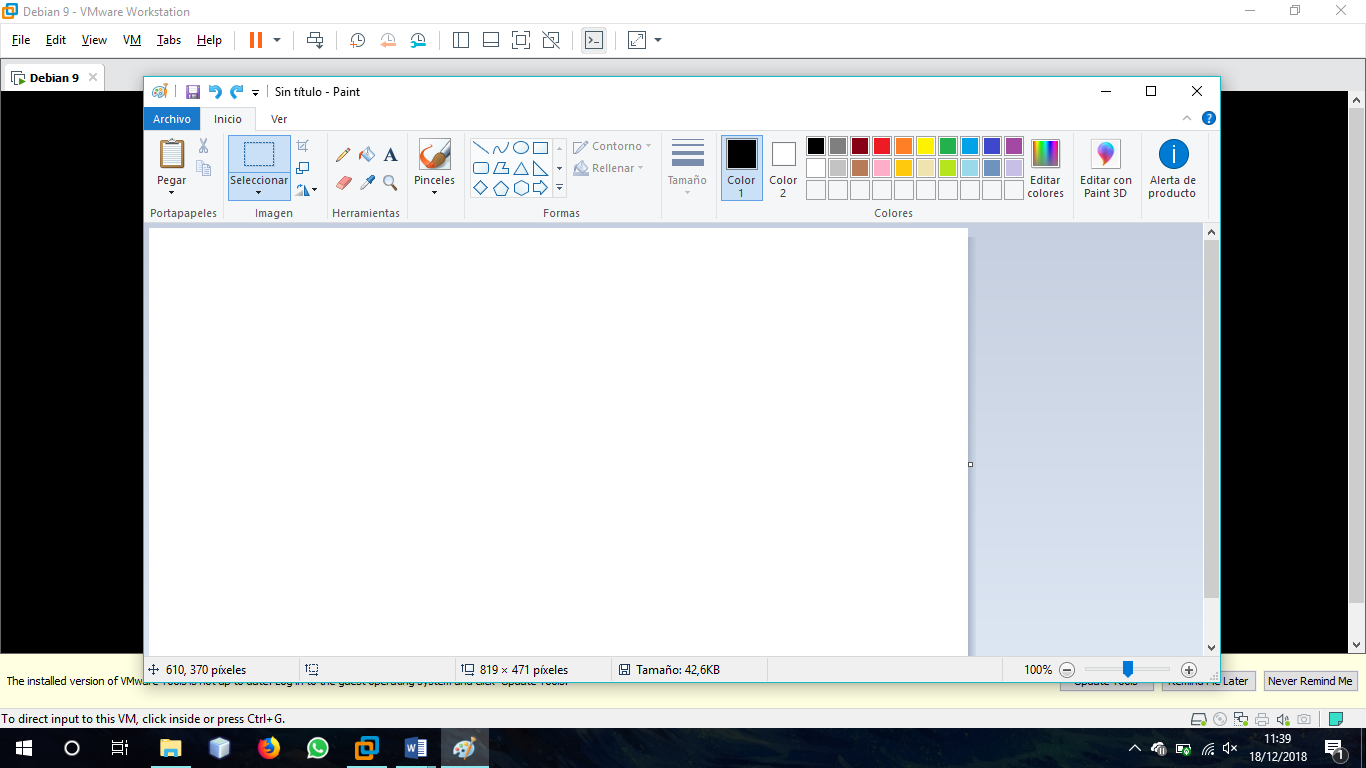 Debian 9 - VMware Workstation
File Edit View VM Tabs Help
Debian 9
Sin título - Paint
Archivo Inicio Ver
Pegar
Seleccionar
A
Pinceles
Contorno
Rellenar
Tamaño
Color
1
Color
2
Editar
colores
Editar con
Paint 3D
Alerta de
producto
Portapapeles Imagen Herramientas Formas Colores
610, 370 píxeles 819 × 471 píxeles Tamaño: 42,6KB 100%
The installed version of VMware Tools is not up to date. Log in to the guest operating system and click "Update Tools". Update Tools Remind Me Later Never Remind Me
To direct input to this VM, click inside or press Ctrl+G.
11:39
18/12/2018
1